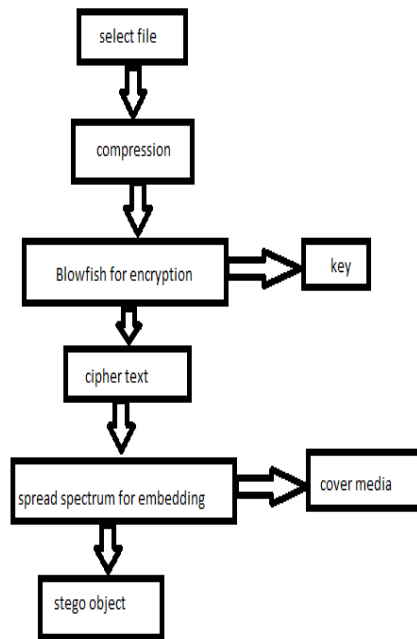 select file
compression
Blowfish for encryption
key
cipher text
spread spectrum for embedding
cover media
stego object